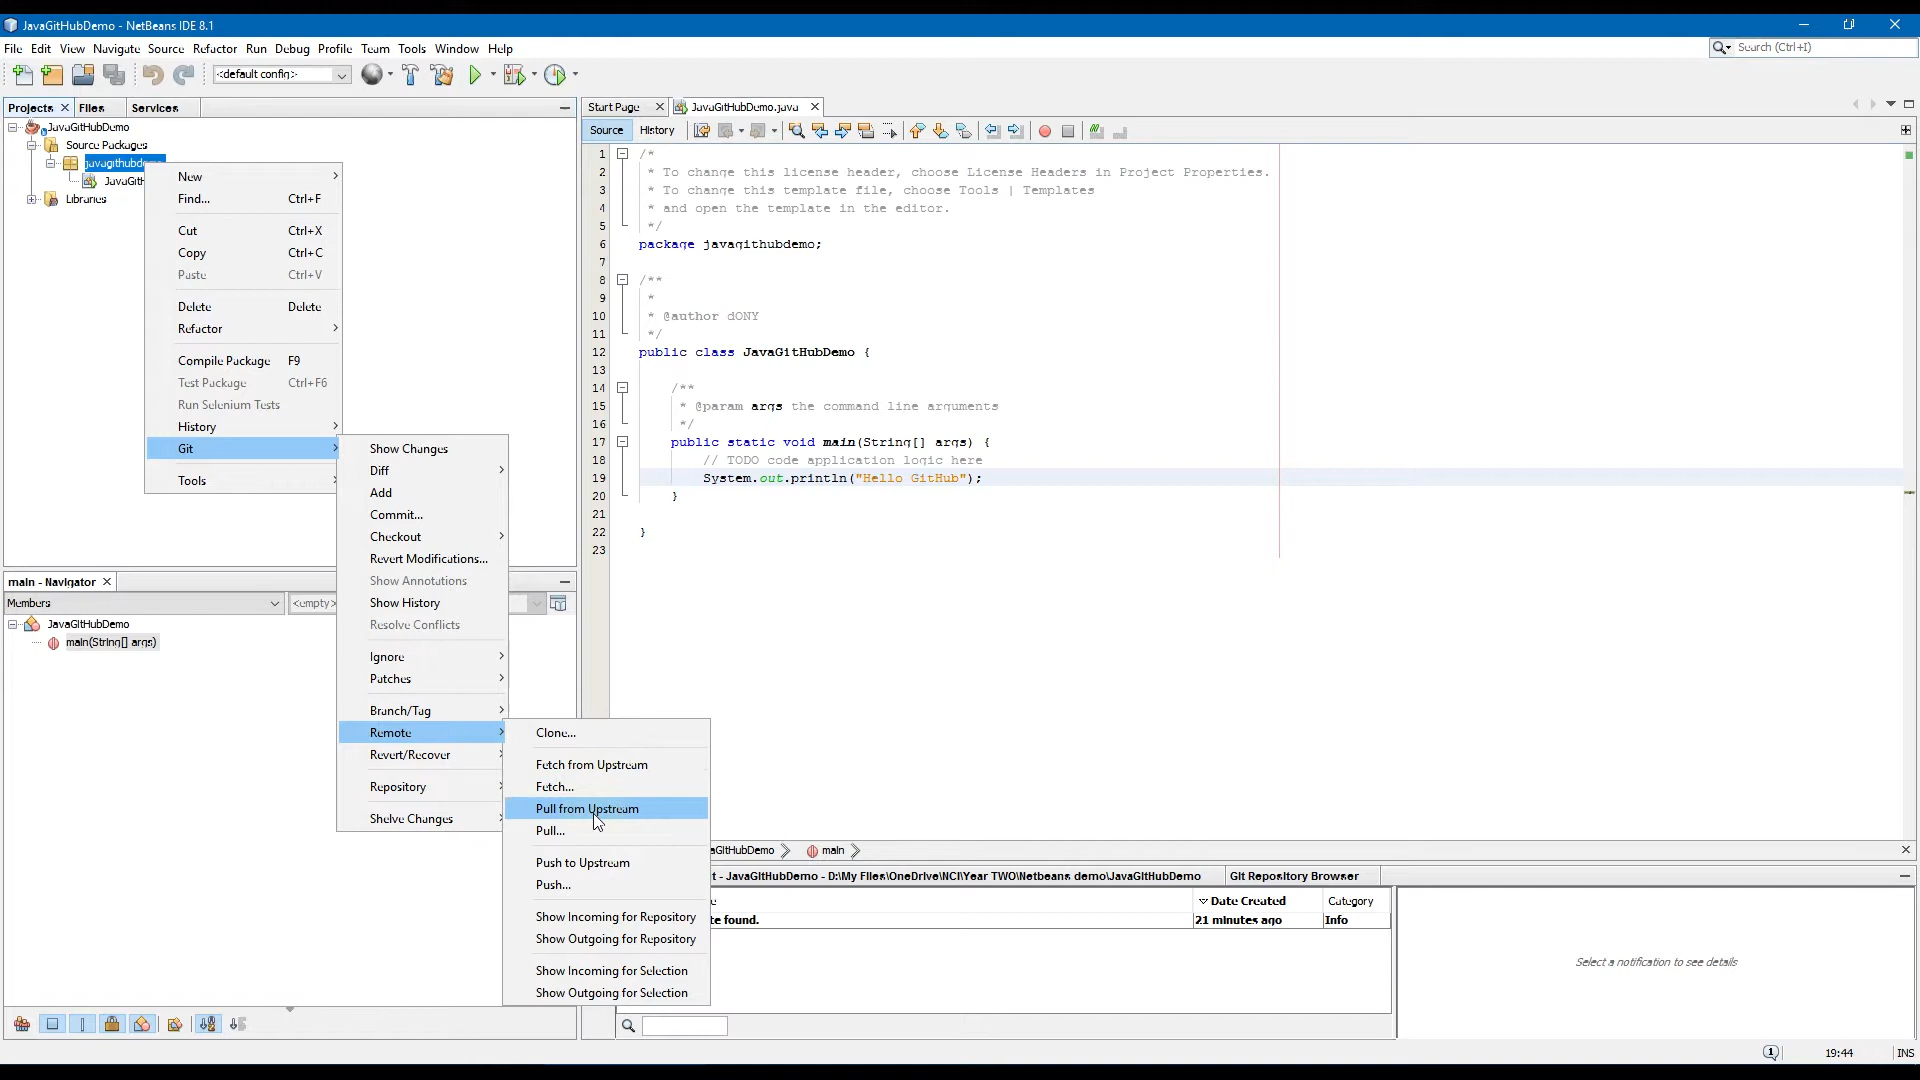 JavaGitHubDemo - NetBeans IDE 8.1
File Edit View Navigate Source Refactor Run Debug Profile Team Tools Window Help
Search (Ctrl+I)
<default config>
Projects Files Services
JavaGitHubDemo
Source Packages
javagithubdemo
JavaGitH
Libraries
New
Find... Ctrl+F
Cut Ctrl+X
Copy Ctrl+C
Paste Ctrl+V
Delete Delete
Refactor
Compile Package F9
Test Package Ctrl+F6
Run Selenium Tests
History
Git
Tools
Show Changes
Diff
Add
Commit...
Checkout
Revert Modifications...
Show Annotations
Show History
Resolve Conflicts
Ignore
Patches
Branch/Tag
Remote
Revert/Recover
Repository
Shelve Changes
Clone...
Fetch from Upstream
Fetch...
Pull from Upstream
Pull...
Push to Upstream
Push...
Show Incoming for Repository
Show Outgoing for Repository
Show Incoming for Selection
Show Outgoing for Selection
main - Navigator
Members <empty>
JavaGitHubDemo
main(String[] args)
Start Page JavaGitHubDemo.java
Source History
1 /*
2 * To change this license header, choose License Headers in Project Properties.
3 * To change this template file, choose Tools | Templates
4 * and open the template in the editor.
5 */
6 package javagithubdemo;
7
8 /**
9 *
10 * @author dONY
11 */
12 public class JavaGitHubDemo {
13
14 /**
15 * @param args the command line arguments
16 */
17 public static void main(String[] args) {
18 // TODO code application logic here
19 System.out.println("Hello GitHub");
20 }
21
22 }
23
aGitHubDemo main
t - JavaGitHubDemo - D:\My Files\OneDrive\NCI\Year TWO\Netbeans demo\JavaGitHubDemo Git Repository Browser
e Date Created Category
te found. 21 minutes ago Info
Select a notification to see details
1 19:44 INS